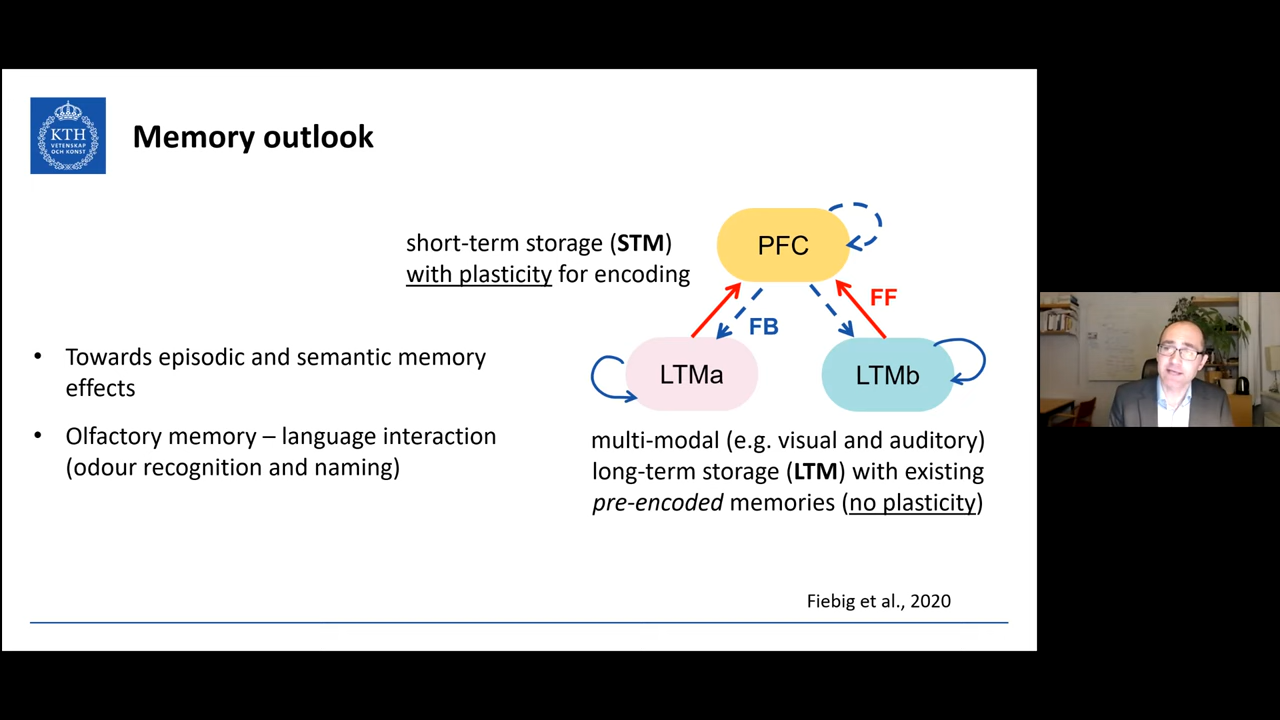 KTH
VETENSKAP
OCH KONST
Memory outlook
short-term storage (STM)
with plasticity for encoding
PFC
FF
FB
LTMa
LTMb
• Towards episodic and semantic memory
effects
• Olfactory memory – language interaction
(odour recognition and naming)
multi-modal (e.g. visual and auditory)
long-term storage (LTM) with existing
pre-encoded memories (no plasticity)
Fiebig et al., 2020